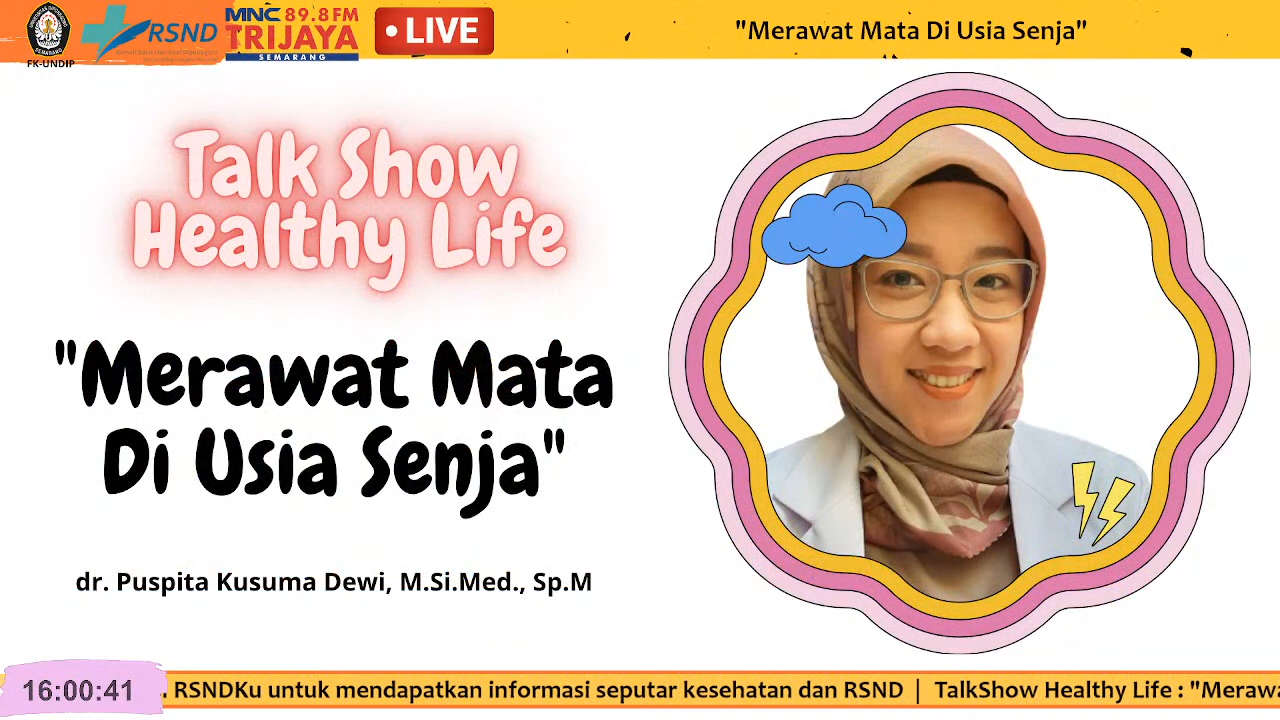 RSND
MNC 89.8 FM
TRIJAYA
SEMARANG
• LIVE
"Merawat Mata Di Usia Senja"
FK-UNDIP
Talk Show
Healthy Life
"Merawat Mata
Di Usia Senja"
dr. Puspita Kusuma Dewi, M.Si.Med., Sp.M
16:00:41
. RSNDKu untuk mendapatkan informasi seputar kesehatan dan RSND | TalkShow Healthy Life : "Merawa